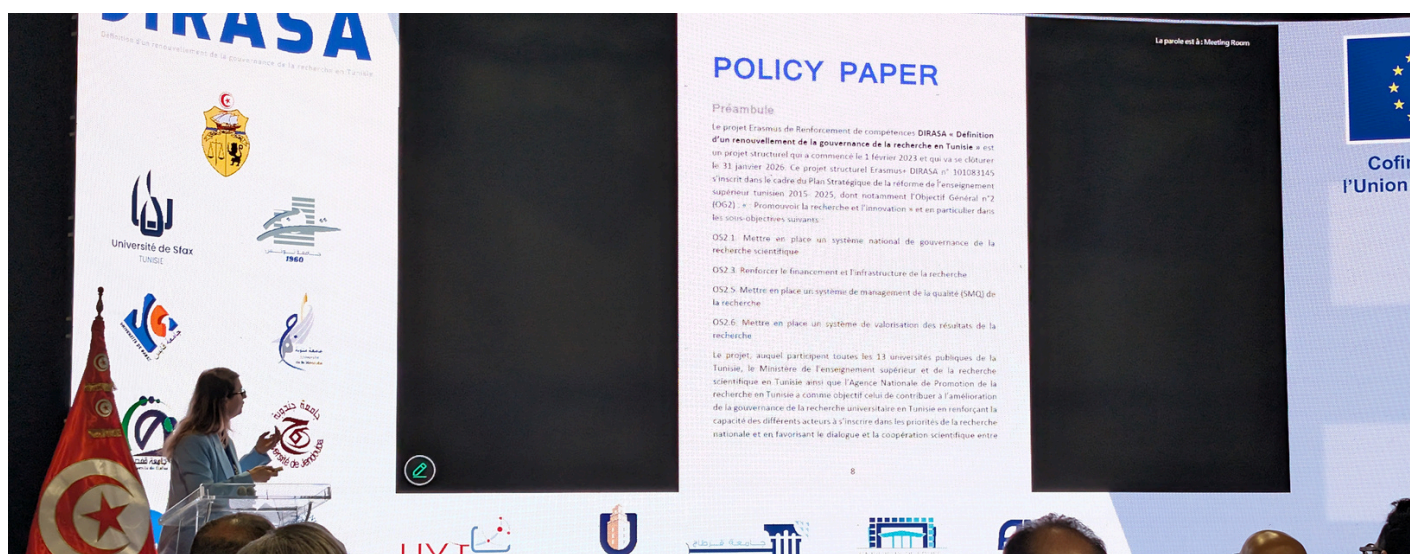 DIRASA
Définition d'un renouvellement de la gouvernance de la recherche en Tunisie
Université de Sfax
TUNISIE
1960
La parole est à : Meeting Room
POLICY PAPER
Préambule
Le projet Erasmus de Renforcement de compétences DIRASA « Définition
d'un renouvellement de la gouvernance de la recherche en Tunisie » est
un projet structurel qui a commencé le 1 février 2023 et qui va se clôturer
le 31 janvier 2026. Ce projet structurel Erasmus+ DIRASA n° 101083145
s'inscrit dans le cadre du Plan Stratégique de la réforme de l'enseignement
supérieur tunisien 2015- 2025, dont notamment l'Objectif Général n°2
(OG2) : « Promouvoir la recherche et l'innovation » et en particulier dans
les sous-objectives suivants
OS2.1. Mettre en place un système national de gouvernance de la
recherche scientifique
OS2.3. Renforcer le financement et l'infrastructure de la recherche
OS2.5. Mettre en place un système de management de la qualité (SMQ) de
la recherche
OS2.6. Mettre en place un système de valorisation des résultats de la
recherche
Le projet, auquel participent toutes les 13 universités publiques de la
Tunisie, le Ministère de l'enseignement supérieur et de la recherche
scientifique en Tunisie ainsi que l'Agence Nationale de Promotion de la
recherche en Tunisie a comme objectif celui de contribuer à l'amélioration
de la gouvernance de la recherche universitaire en Tunisie en renforçant la
capacité des différents acteurs à s'inscrire dans les priorités de la recherche
nationale et en favorisant le dialogue et la coopération scientifique entre
8
Cofin
l'Union
جامعة جندوبة
Université de Jendouba
جامعة قرطاج